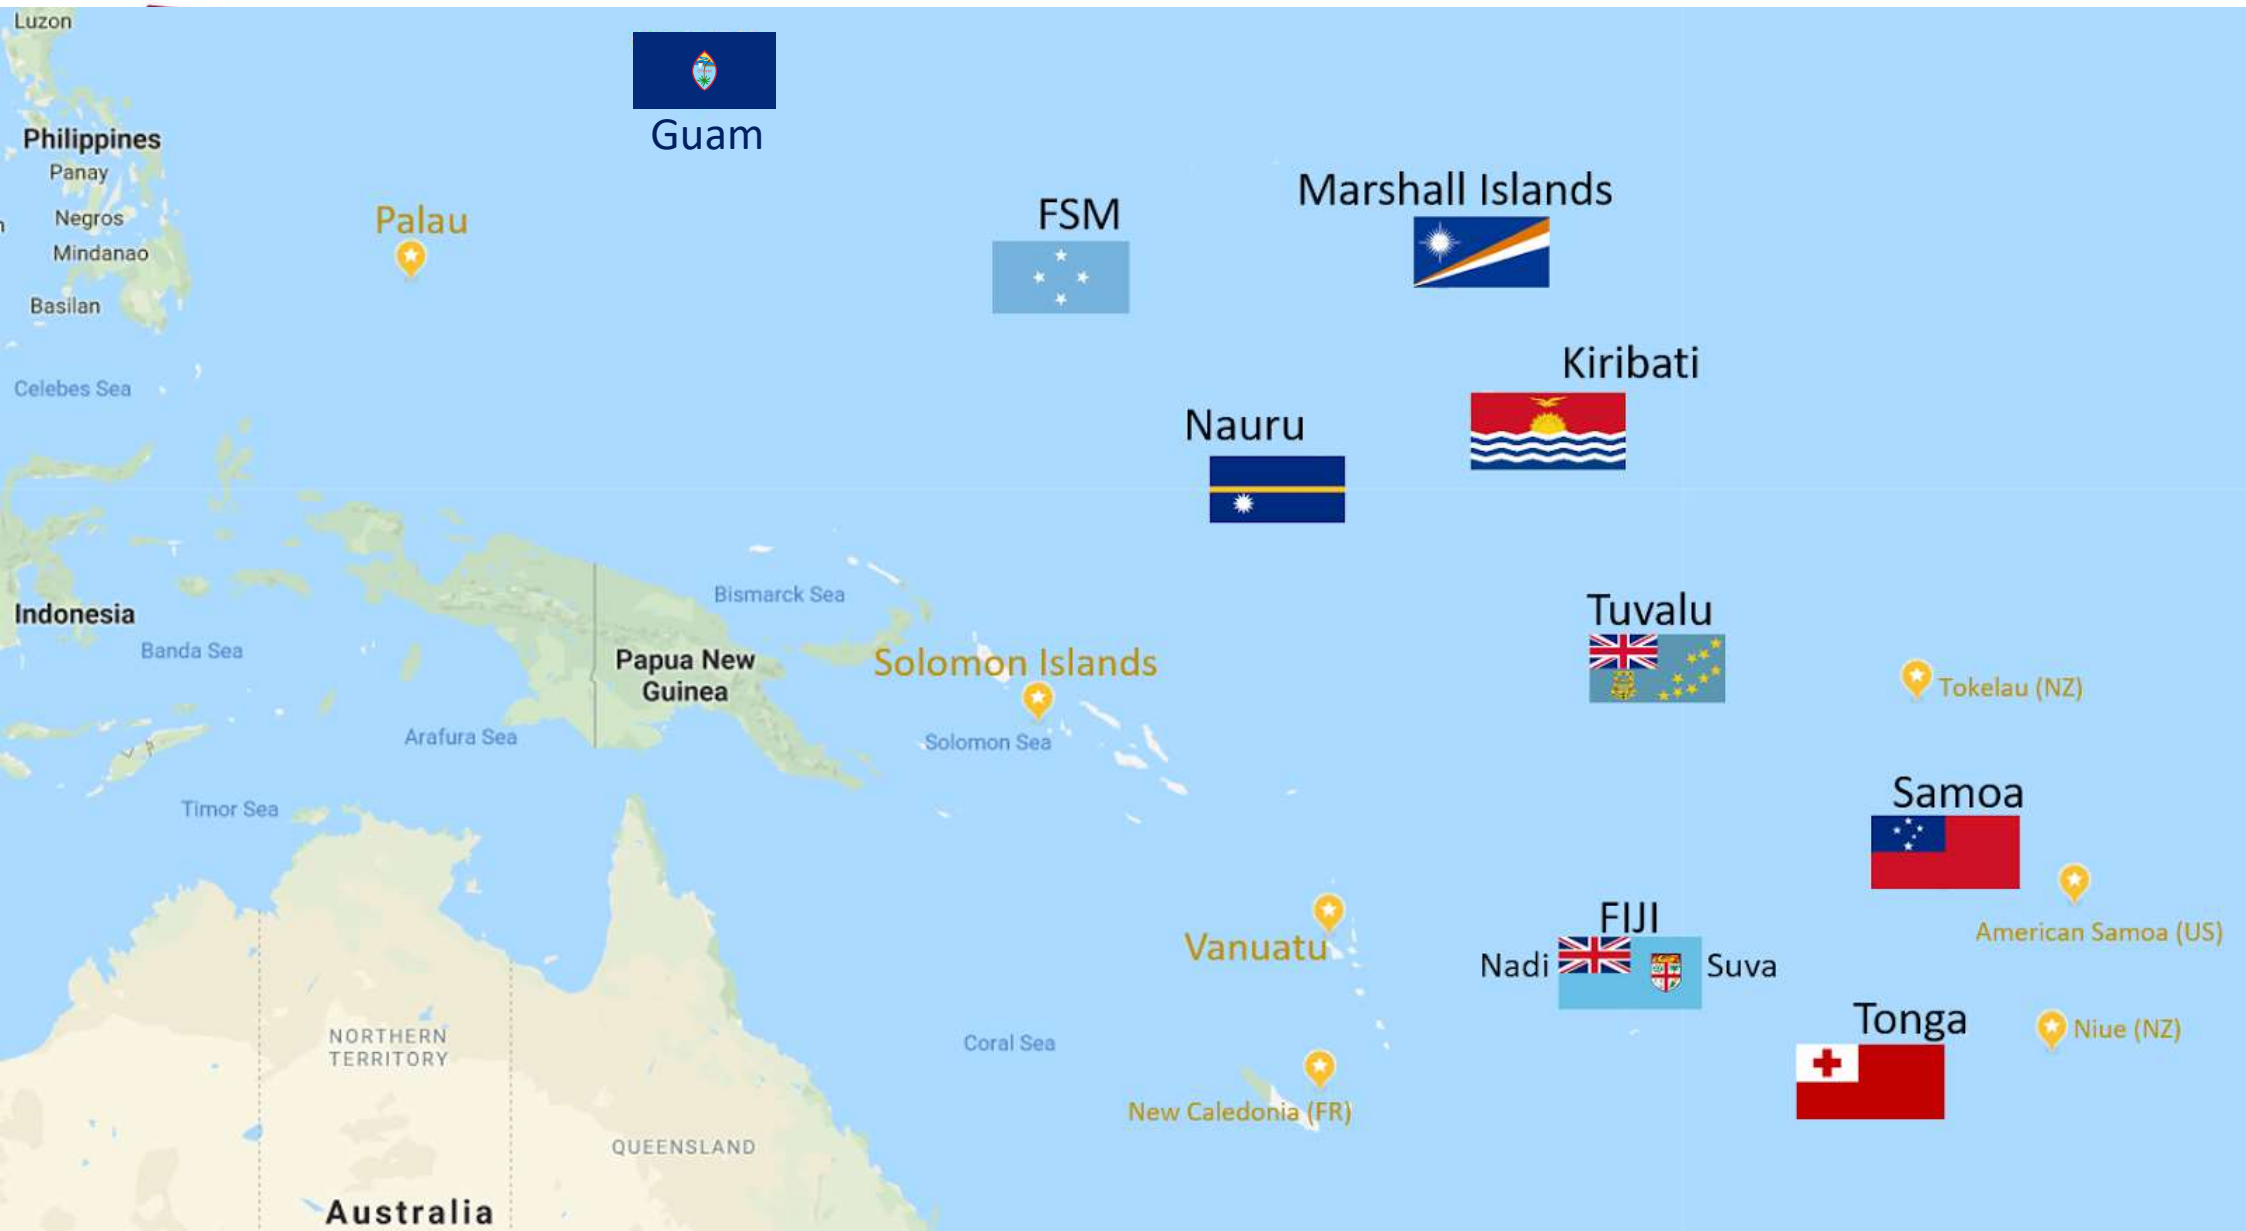 Luzon
Guam
Philippines
Panay
Negros
Mindanao
Basilan
Palau
FSM
Marshall Islands
Celebes Sea
Kiribati
Nauru
Indonesia
Banda Sea
Bismarck Sea
Papua New
Guinea
Solomon Islands
Solomon Sea
Arafura Sea
Timor Sea
Tuvalu
Tokelau (NZ)
Samoa
American Samoa (US)
Vanuatu
FIJI
Nadi
Suva
Tonga
Niue (NZ)
Coral Sea
New Caledonia (FR)
NORTHERN
TERRITORY
QUEENSLAND
Australia